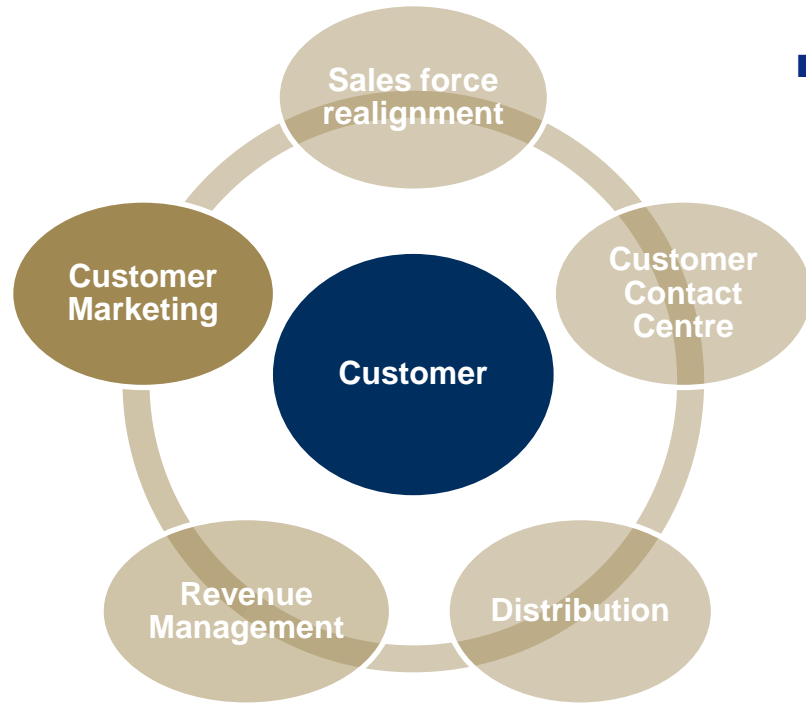 Sales force
realignment
Customer
Marketing
Customer
Contact
Centre
Customer
Revenue
Management
Distribution